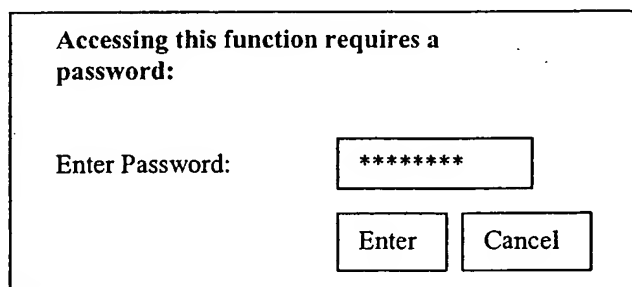 Accessing this function requires a
password:
Enter Password:
********
Enter
Cancel